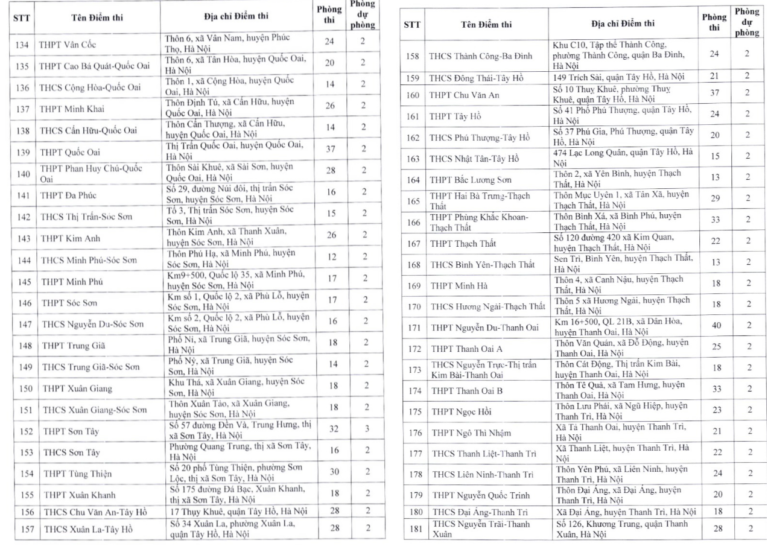 STT Tên Điểm thi Địa chỉ Điểm thi Phòng thi Phòng dự phòng
134 THPT Vân Cốc Thôn 6, xã Vân Nam, huyện Phúc Thọ, Hà Nội 24 2
135 THPT Cao Bá Quát-Quốc Oai Thôn 6, xã Tân Hòa, huyện Quốc Oai, Hà Nội 20 2
136 THCS Cộng Hòa-Quốc Oai Thôn 1, xã Cộng Hòa, huyện Quốc Oai, Hà Nội 14 2
137 THPT Minh Khai Thôn Định Tú, xã Cấn Hữu, huyện Quốc Oai, Hà Nội 26 2
138 THCS Cấn Hữu-Quốc Oai Thôn Cấn Thượng, xã Cấn Hữu, huyện Quốc Oai, Hà Nội 14 2
139 THPT Quốc Oai Thị Trấn Quốc Oai, huyện Quốc Oai, Hà Nội 37 2
140 THPT Phan Huy Chú-Quốc Oai Thôn Sài Khuê, xã Sài Sơn, huyện Quốc Oai, Hà Nội 28 2
141 THPT Đa Phúc Số 29, đường Núi đôi, thị trấn Sóc Sơn, huyện Sóc Sơn, Hà Nội 16 2
142 THCS Thị Trấn-Sóc Sơn Tổ 3, Thị trấn Sóc Sơn, huyện Sóc Sơn, Hà Nội 15 2
143 THPT Kim Anh Thôn Kim Anh, xã Thanh Xuân, huyện Sóc Sơn, Hà Nội 26 2
144 THCS Minh Phú-Sóc Sơn Thôn Phú Hạ, xã Minh Phú, huyện Sóc Sơn, Hà Nội 12 2
145 THPT Minh Phú Km9+500, Quốc lộ 35, xã Minh Phú, huyện Sóc Sơn, Hà Nội 17 2
146 THPT Sóc Sơn Km số 1, Quốc lộ 2, xã Phù Lỗ, huyện Sóc Sơn, Hà Nội 17 2
147 THCS Nguyễn Du-Sóc Sơn Km số 2, Quốc lộ 2, xã Phù Lỗ, huyện Sóc Sơn, Hà Nội 16 2
148 THPT Trung Giã Phố Nỉ, xã Trung Giã, huyện Sóc Sơn, Hà Nội 18 2
149 THCS Trung Giã-Sóc Sơn Phố Nỷ, xã Trung Giã, huyện Sóc Sơn, Hà Nội 14 2
150 THPT Xuân Giang Khu Thá, xã Xuân Giang, huyện Sóc Sơn, Hà Nội 18 2
151 THCS Xuân Giang-Sóc Sơn Thôn Xuân Tảo, xã Xuân Giang, huyện Sóc Sơn, Hà Nội 18 2
152 THPT Sơn Tây Số 57 đường Đền Và, Trung Hưng, thị xã Sơn Tây, Hà Nội 32 3
153 THCS Sơn Tây Phường Quang Trung, thị xã Sơn Tây, Hà Nội 16 2
154 THPT Tùng Thiện Số 20 phố Tùng Thiện, phường Sơn Lộc, thị xã Sơn Tây, Hà Nội 30 2
155 THPT Xuân Khanh Số 175 đường Đá Bạc, Xuân Khanh, thị xã Sơn Tây, Hà Nội 18 2
156 THCS Chu Văn An-Tây Hồ 17 Thụy Khuê, quận Tây Hồ, Hà Nội 28 2
157 THCS Xuân La-Tây Hồ Số 34 Xuân La, phường Xuân La, quận Tây Hồ, Hà Nội 28 2
STT Tên Điểm thi Địa chỉ Điểm thi Phòng thi Phòng dự phòng
158 THCS Thành Công-Ba Đình Khu C10, Tập thể Thành Công, phường Thành Công, quận Ba Đình, Hà Nội 24 2
159 THCS Đông Thái-Tây Hồ 149 Trích Sài, quận Tây Hồ, Hà Nội 21 2
160 THPT Chu Văn An Số 10 Thuỵ Khuê, phường Thuỵ Khuê, quận Tây Hồ, Hà Nội 37 2
161 THPT Tây Hồ Số 41 Phố Phú Thượng, quận Tây Hồ, Hà Nội 24 2
162 THCS Phú Thượng-Tây Hồ Số 37 Phú Gia, Phú Thượng, quận Tây Hồ, Hà Nội 20 2
163 THCS Nhật Tân-Tây Hồ 474 Lạc Long Quân, quận Tây Hồ, Hà Nội 15 2
164 THPT Bắc Lương Sơn Thôn 2, xã Yên Bình, huyện Thạch Thất, Hà Nội 13 2
165 THPT Hai Bà Trưng-Thạch Thất Thôn Mục Uyên 1, xã Tân Xã, huyện Thạch Thất, Hà Nội 29 2
166 THPT Phùng Khắc Khoan-Thạch Thất Thôn Bình Xá, xã Bình Phú, huyện Thạch Thất, Hà Nội 33 2
167 THPT Thạch Thất Số 120 đường 420 xã Kim Quan, huyện Thạch Thất, Hà Nội 22 2
168 THCS Bình Yên-Thạch Thất Sen Trì, Bình Yên, huyện Thạch Thất, Hà Nội 13 2
169 THPT Minh Hà Thôn 4, xã Canh Nậu, huyện Thạch Thất, Hà Nội 18 2
170 THCS Hương Ngải-Thạch Thất Thôn 5 xã Hương Ngải, huyện Thạch Thất, Hà Nội 18 2
171 THPT Nguyễn Du-Thanh Oai Km 16+500, QL 21B, xã Dân Hòa, huyện Thanh Oai, Hà Nội 40 2
172 THPT Thanh Oai A Thôn Văn Quán, xã Đỗ Động, huyện Thanh Oai, Hà Nội 25 2
173 THCS Nguyễn Trực-Thị trấn Kim Bài-Thanh Oai Thôn Cát Động, Thị trấn Kim Bài, huyện Thanh Oai, Hà Nội 18 2
174 THPT Thanh Oai B Thôn Tê Quả, xã Tam Hưng, huyện Thanh Oai, Hà Nội 33 2
175 THPT Ngọc Hồi Thôn Lưu Phái, xã Ngũ Hiệp, huyện Thanh Trì, Hà Nội 23 2
176 THPT Ngô Thì Nhậm Xã Tả Thanh Oai, huyện Thanh Trì, Hà Nội 21 2
177 THCS Thanh Liệt-Thanh Trì Xã Thanh Liệt, huyện Thanh Trì, Hà Nội 22 2
178 THCS Liên Ninh-Thanh Trì Thôn Yên Phú, xã Liên Ninh, huyện Thanh Trì, Hà Nội 24 2
179 THPT Nguyễn Quốc Trinh Thôn Đại Áng, xã Đại Áng, huyện Thanh Trì, Hà Nội 20 2
180 THCS Đại Áng-Thanh Trì Xã Đại Áng, huyện Thanh Trì, Hà Nội 18 2
181 THCS Nguyễn Trãi-Thanh Xuân Số 126, Khương Trung, quận Thanh Xuân, Hà Nội 28 2